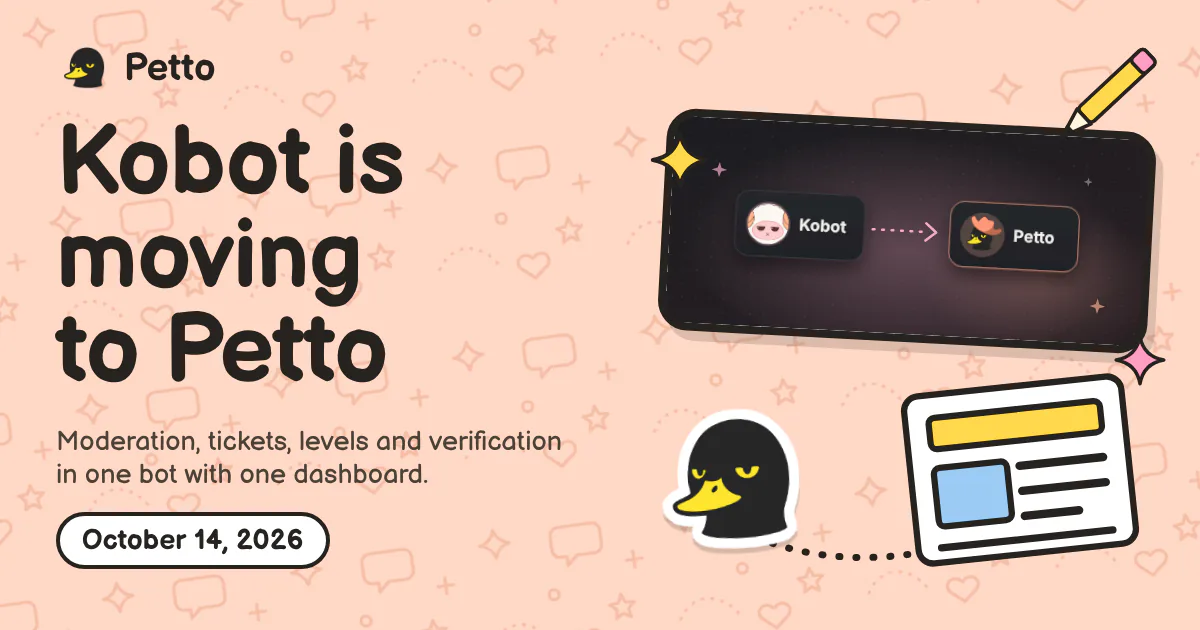 Petto
Kobot is
moving
to Petto
Moderation, tickets, levels and verification
in one bot with one dashboard.
October 14, 2026
Kobot
Petto